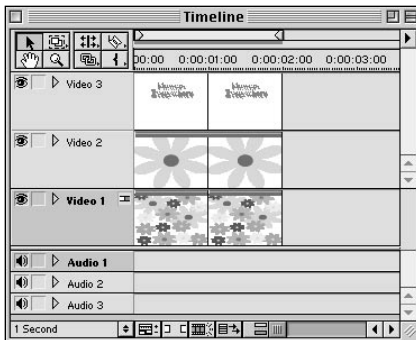 Timeline
00:00 0:00:01:00 0:00:02:00 0:00:03:00
Video 3
Video 2
Video 1
Audio 1
Audio 2
Audio 3
1 Second